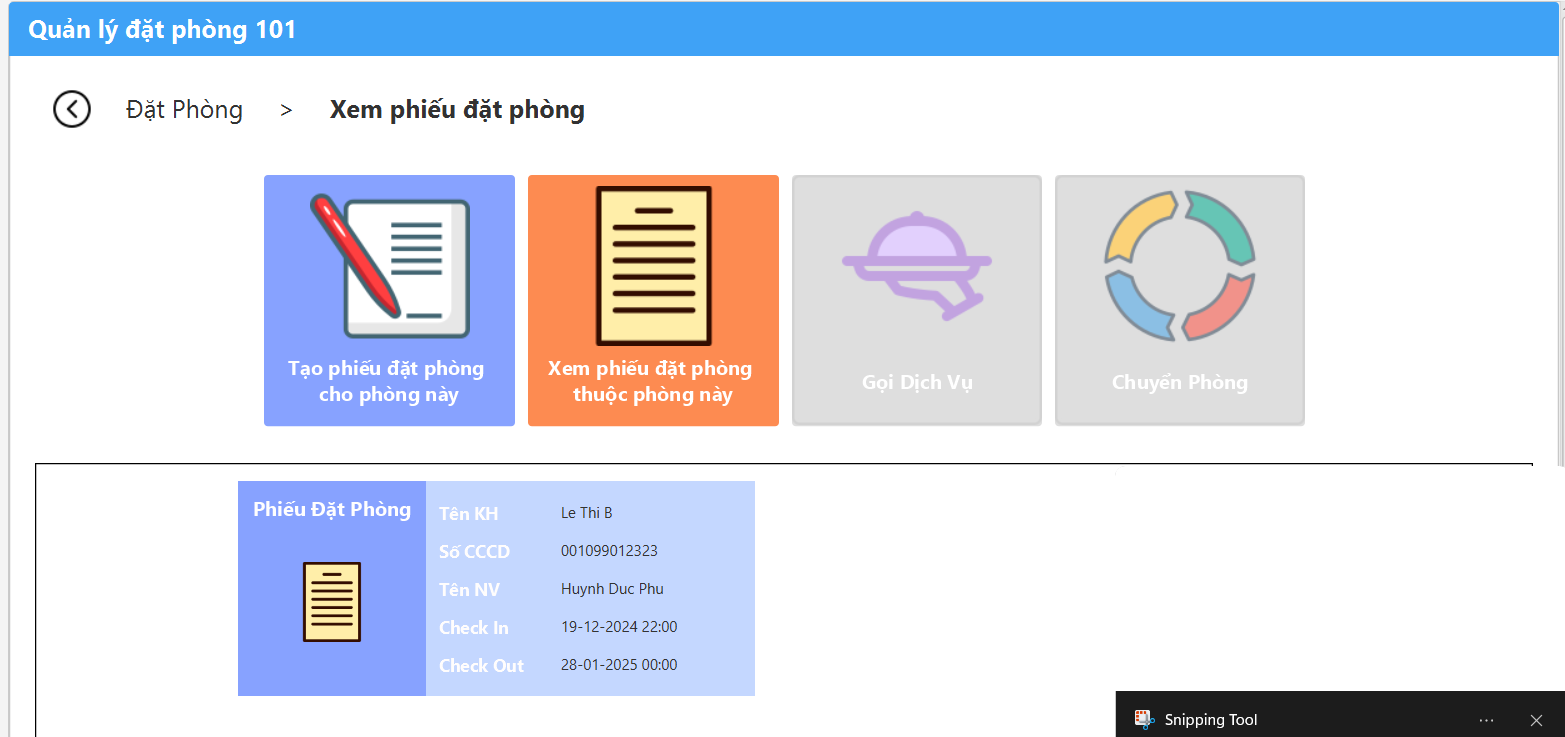 Quản lý đặt phòng 101
Đặt Phòng > Xem phiếu đặt phòng
Tạo phiếu đặt phòng
cho phòng này
Xem phiếu đặt phòng
thuộc phòng này
Gọi Dịch Vụ
Chuyển Phòng
Phiếu Đặt Phòng
Tên KH Le Thi B
Số CCCD 001099012323
Tên NV Huynh Duc Phu
Check In 19-12-2024 22:00
Check Out 28-01-2025 00:00
Snipping Tool